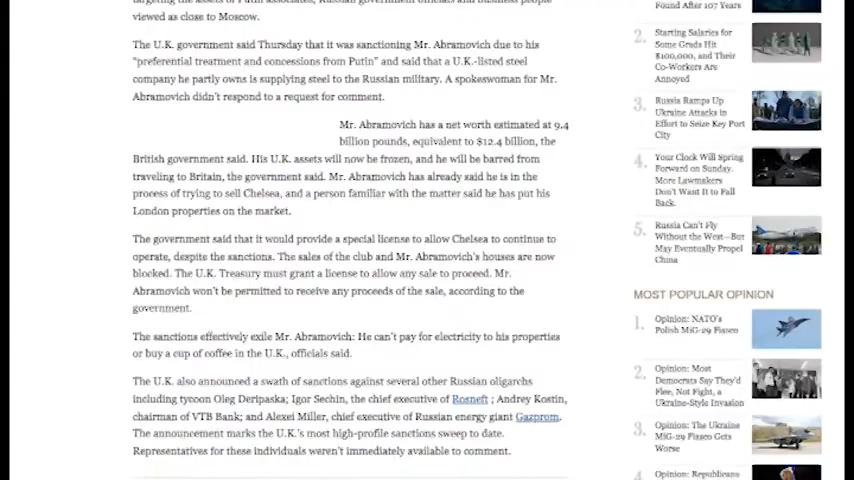 targeting the assets of Putin associates, Russian government officials and business people
viewed as close to Moscow.
The U.K. government said Thursday that it was sanctioning Mr. Abramovich due to his
“preferential treatment and concessions from Putin” and said that a U.K.-listed steel
company he partly owns is supplying steel to the Russian military. A spokeswoman for Mr.
Abramovich didn’t respond to a request for comment.
Mr. Abramovich has a net worth estimated at 9.4
billion pounds, equivalent to $12.4 billion, the
British government said. His U.K. assets will now be frozen, and he will be barred from
traveling to Britain, the government said. Mr. Abramovich has already said he is in the
process of trying to sell Chelsea, and a person familiar with the matter said he has put his
London properties on the market.
The government said that it would provide a special license to allow Chelsea to continue to
operate, despite the sanctions. The sales of the club and Mr. Abramovich’s houses are now
blocked. The U.K. Treasury must grant a license to allow any sale to proceed. Mr.
Abramovich won’t be permitted to receive any proceeds of the sale, according to the
government.
The sanctions effectively exile Mr. Abramovich: He can’t pay for electricity to his properties
or buy a cup of coffee in the U.K., officials said.
The U.K. also announced a swath of sanctions against several other Russian oligarchs
including tycoon Oleg Deripaska; Igor Sechin, the chief executive of Rosneft ; Andrey Kostin,
chairman of VTB Bank; and Alexei Miller, chief executive of Russian energy giant Gazprom.
The announcement marks the U.K.’s most high-profile sanctions sweep to date.
Representatives for these individuals weren’t immediately available to comment.
Found After 107 Years
2. Starting Salaries for
Some Grads Hit
$100,000, and Their
Co-Workers Are
Annoyed
3. Russia Ramps Up
Ukraine Attacks in
Effort to Seize Key Port
City
4. Your Clock Will Spring
Forward on Sunday.
More Lawmakers
Don’t Want It to Fall
Back.
5. Russia Can’t Fly
Without the West—But
May Eventually Propel
China
MOST POPULAR OPINION
1. Opinion: NATO’s
Polish MiG-29 Fiasco
2. Opinion: Most
Democrats Say They’d
Flee, Not Fight, a
Ukraine-Style Invasion
3. Opinion: The Ukraine
MiG-29 Fiasco Gets
Worse
4. Opinion: Republicans